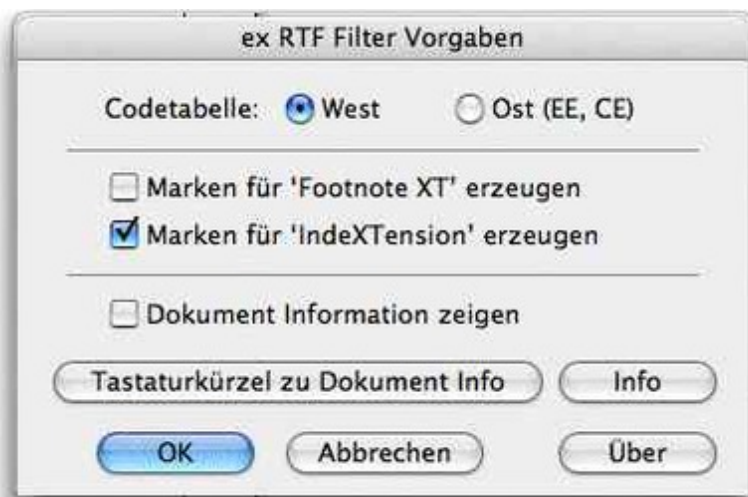 ex RTF Filter Vorgaben
Codetabelle: West Ost (EE, CE)
Marken für 'Footnote XT' erzeugen
Marken für 'IndeXTension' erzeugen
Dokument Information zeigen
Tastaturkürzel zu Dokument Info Info
OK Abbrechen Über